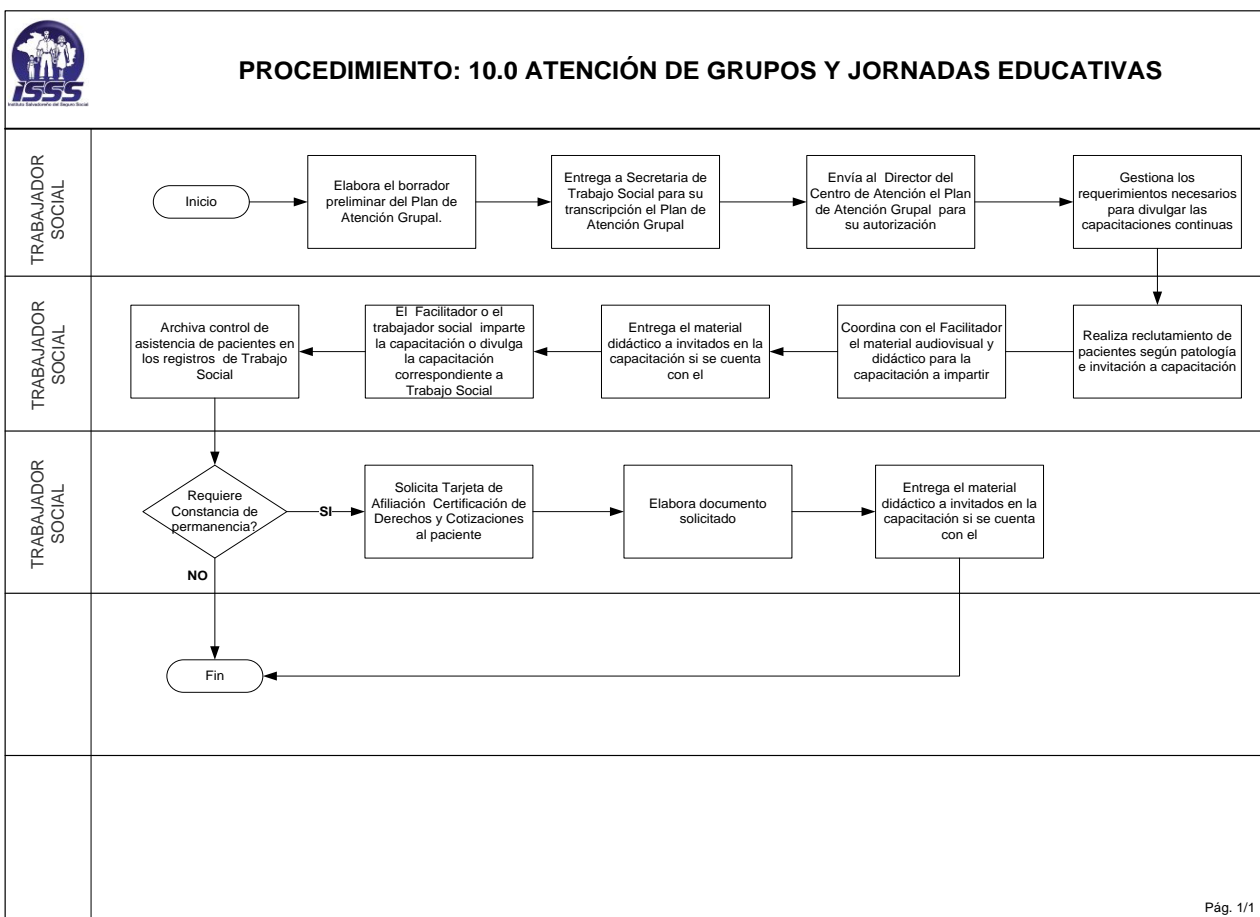 ISSS
Instituto Salvadoreño del Seguro Social
PROCEDIMIENTO: 10.0 ATENCIÓN DE GRUPOS Y JORNADAS EDUCATIVAS
TRABAJADOR
SOCIAL
Inicio
Elabora el borrador
preliminar del Plan de
Atención Grupal.
Entrega a Secretaria de
Trabajo Social para su
transcripción el Plan de
Atención Grupal
Envía al Director del
Centro de Atención el Plan
de Atención Grupal para
su autorización
Gestiona los
requerimientos necesarios
para divulgar las
capacitaciones continuas
TRABAJADOR
SOCIAL
Realiza reclutamiento de
pacientes según patología
e invitación a capacitación
Coordina con el Facilitador
el material audiovisual y
didáctico para la
capacitación a impartir
Entrega el material
didáctico a invitados en la
capacitación si se cuenta
con el
El Facilitador o el
trabajador social imparte
la capacitación o divulga
la capacitación
correspondiente a
Trabajo Social
Archiva control de
asistencia de pacientes en
los registros de Trabajo
Social
TRABAJADOR
SOCIAL
Requiere
Constancia de
permanencia?
SI
Solicita Tarjeta de
Afiliación Certificación de
Derechos y Cotizaciones
al paciente
Elabora documento
solicitado
Entrega el material
didáctico a invitados en la
capacitación si se cuenta
con el
NO
Fin
Pág. 1/1